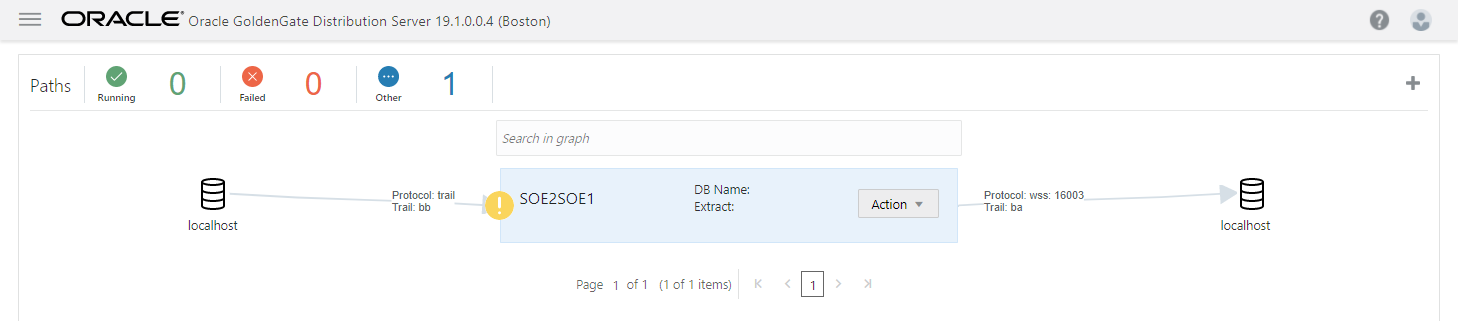 ORACLE Oracle GoldenGate Distribution Server 19.1.0.0.4 (Boston)
Paths
Running
0
Failed
0
Other
1
Search in graph
localhost
Protocol: trail
Trail: bb
SOE2SOE1
DB Name:
Extract:
Action
Protocol: wss: 16003
Trail: ba
localhost
Page 1 of 1 (1 of 1 items)
1